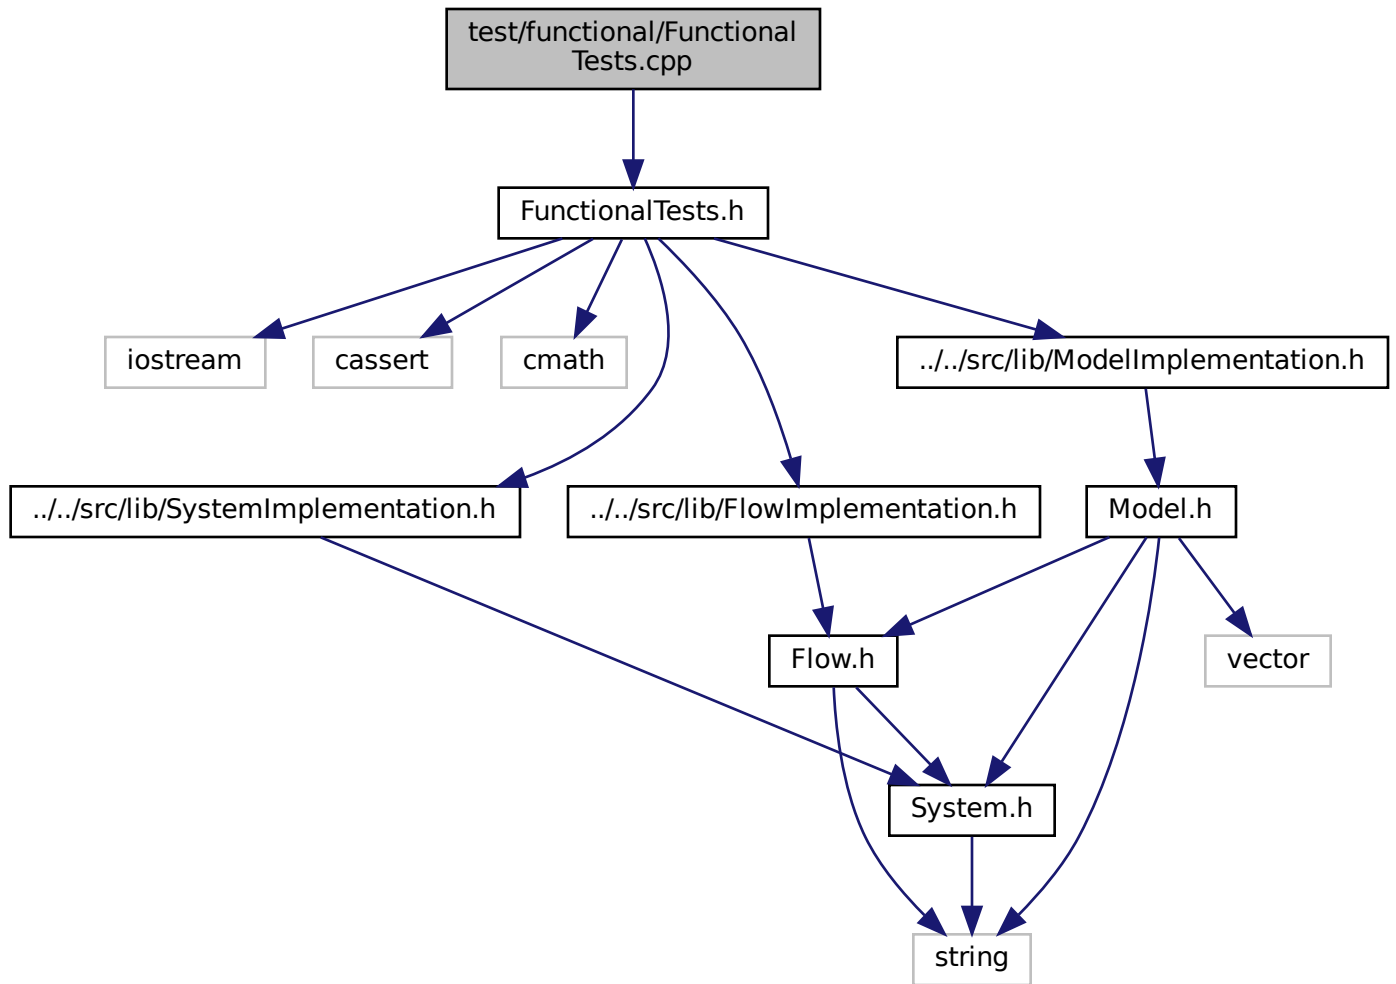 test/functional/Functional
Tests.cpp
FunctionalTests.h
iostream
cassert
cmath
../../src/lib/ModelImplementation.h
../../src/lib/SystemImplementation.h
../../src/lib/FlowImplementation.h
Model.h
Flow.h
vector
System.h
string